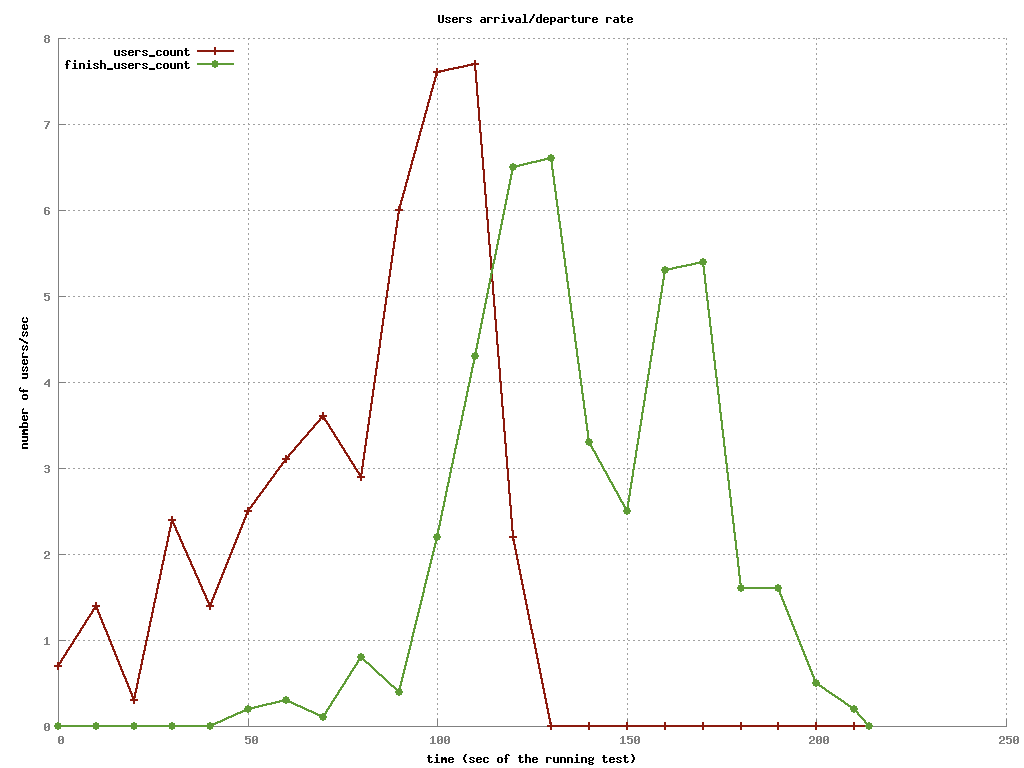 Users arrival/departure rate
users_count
finish_users_count
8
7
6
5
4
3
2
1
0
number of users/sec
0 50 100 150 200 250
time (sec of the running test)